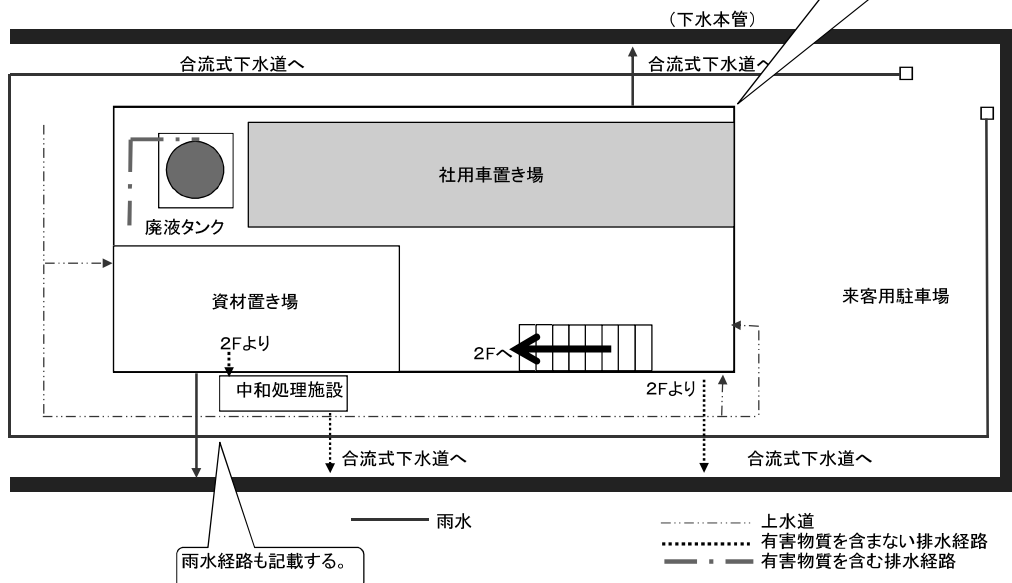 （下水本管）
合流式下水道へ
合流式下水道へ
社用車置き場
廃液タンク
来客用駐車場
資材置き場
２Fより
２Fへ
中和処理施設
２Fより
合流式下水道へ
合流式下水道へ
雨水
上水道
有害物質を含まない排水経路
有害物質を含む排水経路
雨水経路も記載する。